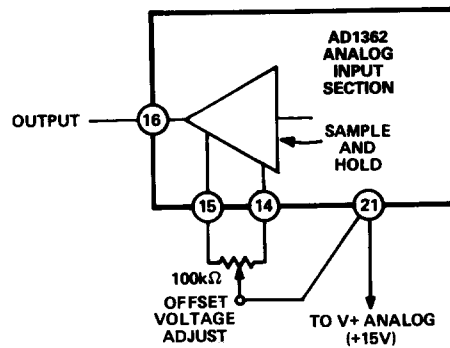 AD1362
ANALOG
INPUT
SECTION
OUTPUT
16
SAMPLE
AND
HOLD
15
14
21
100kΩ
OFFSET
VOLTAGE
ADJUST
TO V+ ANALOG
(+15V)